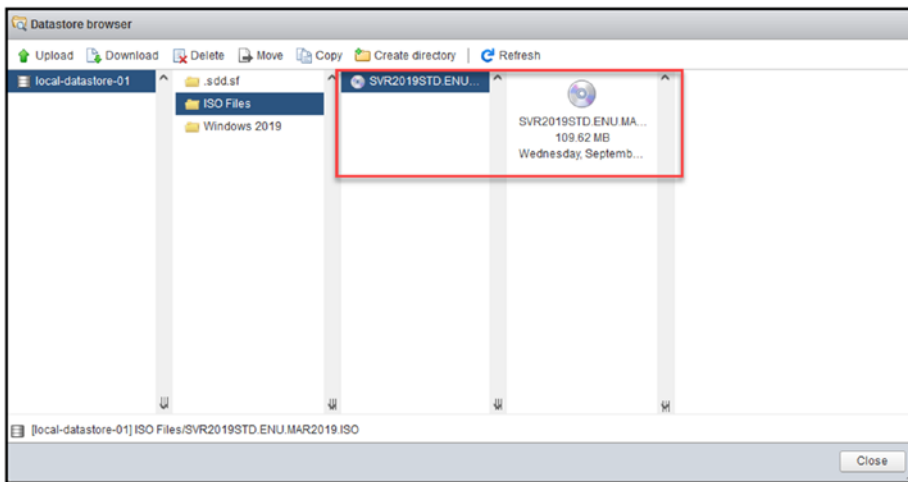 Datastore browser
Upload Download Delete Move Copy Create directory Refresh
local-datastore-01
.sdd.sf
ISO Files
Windows 2019
SVR2019STD.ENU...
SVR2019STD.ENU.MA...
109.62 MB
Wednesday, Septemb...
[local-datastore-01] ISO Files/SVR2019STD.ENU.MAR2019.ISO
Close